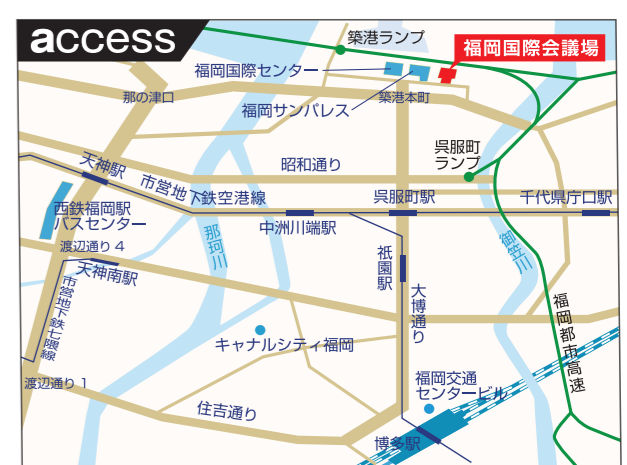 access
築港ランプ
福岡国際会議場
福岡国際センター
福岡サンパレス
那の津口
築港本町
呉服町
ランプ
昭和通り
天神駅
市営地下鉄空港線
呉服町駅
千代県庁口駅
西鉄福岡駅
バスセンター
中洲川端駅
那珂川
御笠川
渡辺通り4
祇園駅
天神南駅
市営地下鉄七隈線
大博通り
福岡都市高速
キャナルシティ福岡
渡辺通り1
福岡交通
センタービル
住吉通り
博多駅